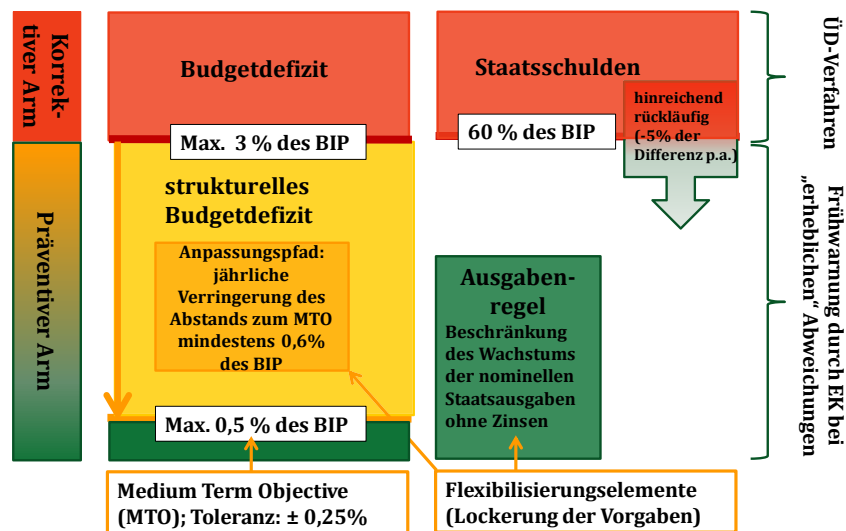 Korrek-
tiver Arm
Präventiver Arm
Budgetdefizit
Max. 3 % des BIP
strukturelles
Budgetdefizit
Anpassungspfad:
jährliche
Verringerung des
Abstands zum MTO
mindestens 0,6%
des BIP
Max. 0,5 % des BIP
Medium Term Objective
(MTO); Toleranz: ± 0,25%
Staatsschulden
60 % des BIP
hinreichend
rückläufig
(-5% der
Differenz p.a.)
Ausgaben-
regel
Beschränkung
des Wachstums
der nominellen
Staatsausgaben
ohne Zinsen
Flexibilisierungselemente
(Lockerung der Vorgaben)
ÜD-Verfahren
Frühwarnung durch EK bei
„erheblichen“ Abweichungen